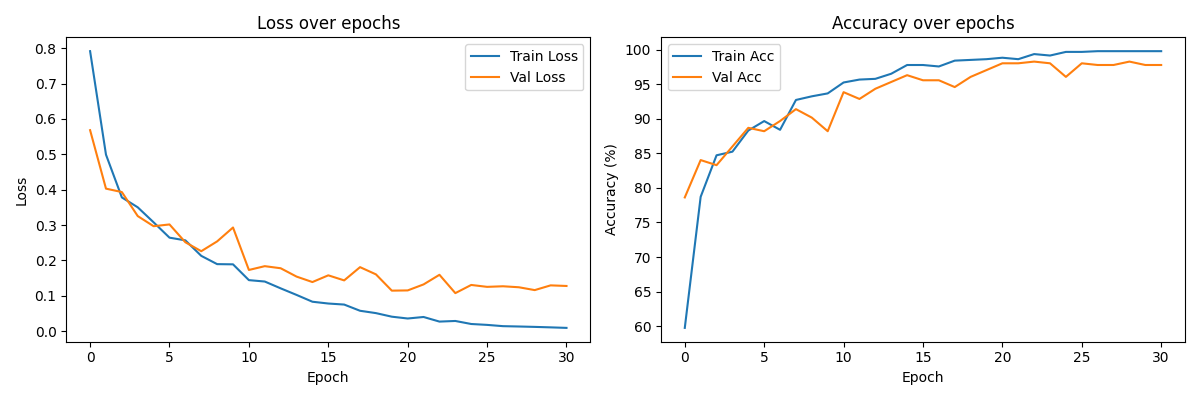 Loss over epochs
Train Loss
Val Loss
0.8
0.7
0.6
0.5
0.4
0.3
0.2
0.1
0.0
Loss
0 5 10 15 20 25 30
Epoch
Accuracy over epochs
Train Acc
Val Acc
100
95
90
85
80
75
70
65
60
Accuracy (%)
0 5 10 15 20 25 30
Epoch